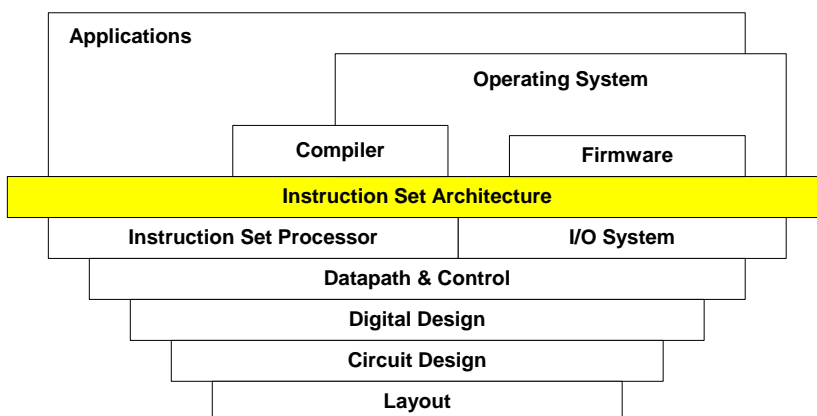 Applications
Operating System
Compiler
Firmware
Instruction Set Architecture
Instruction Set Processor
I/O System
Datapath & Control
Digital Design
Circuit Design
Layout